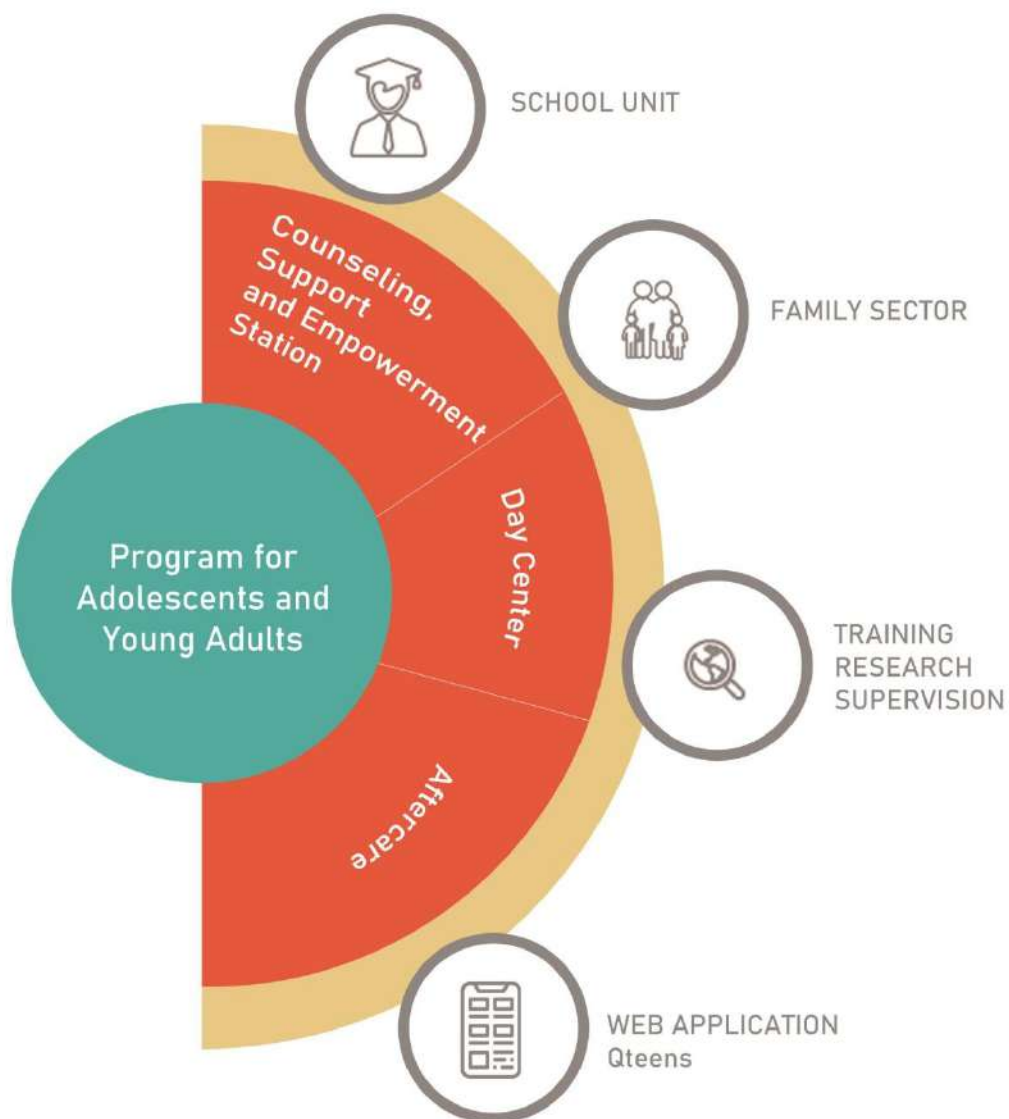 SCHOOL UNIT
Counseling,
Support
and Empowerment
Station
FAMILY SECTOR
Day Center
Program for
Adolescents and
Young Adults
TRAINING
RESEARCH
SUPERVISION
Aftercare
WEB APPLICATION
Qteens